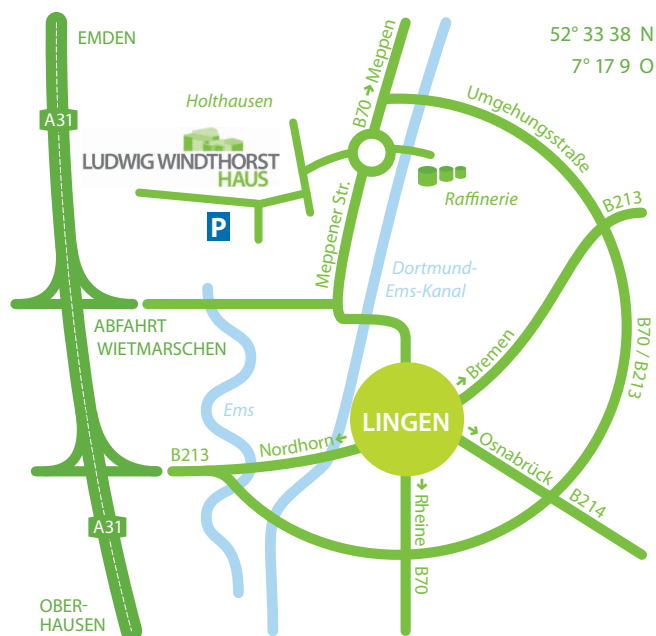 EMDEN
52° 33 38 N
7° 17 9 O
A31
Holthausen
B70 → Meppen
Umgehungsstraße
LUDWIG WINDTHORST
HAUS
Raffinerie
B213
P
Meppener Str.
Dortmund-
Ems-Kanal
ABFAHRT
WIETMARSCHEN
→ Bremen
B70 / B213
Ems
LINGEN
B213
Nordhorn ←
→ Osnabrück
B214
→ Rheine
B70
A31
OBER-
HAUSEN